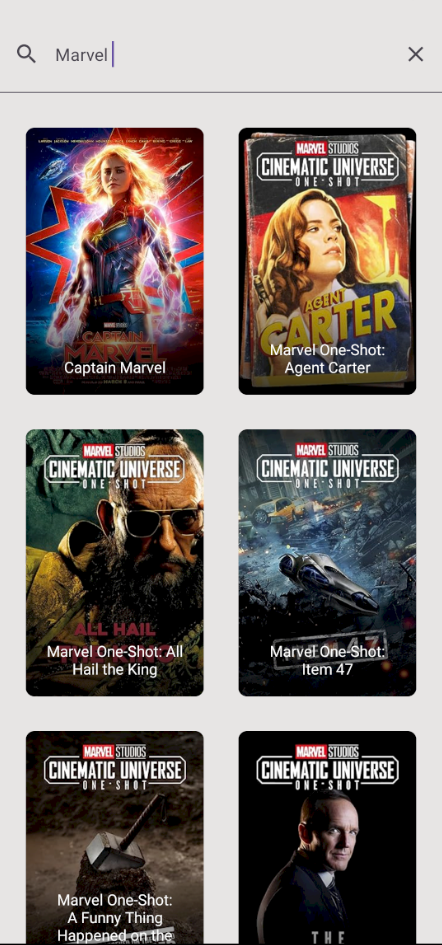 Marvel
MARVEL STUDIOS
CINEMATIC UNIVERSE
ONE-SHOT
CAPTAIN
MARVEL
Captain Marvel
AGENT
CARTER
Marvel One-Shot:
Agent Carter
MARVEL STUDIOS
CINEMATIC UNIVERSE
ONE-SHOT
MARVEL STUDIOS
CINEMATIC UNIVERSE
ONE-SHOT
ALL HAIL
Marvel One-Shot: All
Hail the King
Marvel One-Shot:
Item 47
MARVEL STUDIOS
CINEMATIC UNIVERSE
ONE-SHOT
MARVEL STUDIOS
CINEMATIC UNIVERSE
ONE-SHOT
Marvel One-Shot:
A Funny Thing
Happened on the
THE